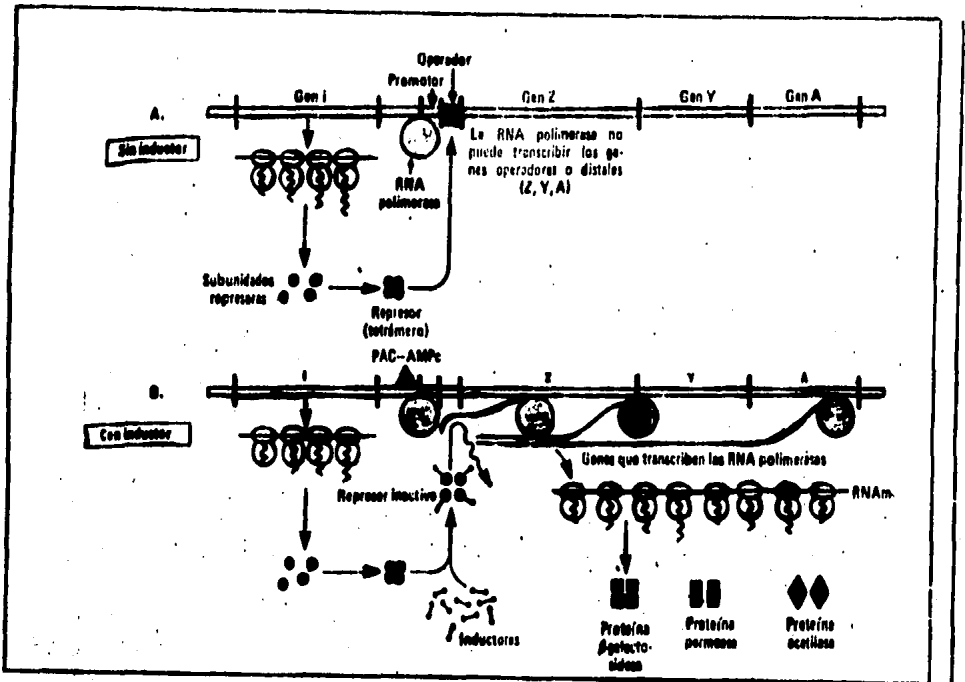 Operador
Promotor
Gen i
Gen Z
Gen Y
Gen A
A.
Sin inductor
La RNA polimerasa no
puede transcribir los ge-
nes operadores o distales
(Z, Y, A)
RNA
polimerasa
Subunidades
represoras
Represor
(tetrámero)
PAC-AMPc
B.
i
Z
Y
A
Con inductor
Genes que transcriben las RNA polimerasas
Represor inactivo
RNAm
Inductores
Proteína
βgalacto-
sidasa
Proteína
permeasa
Proteína
acetilasa